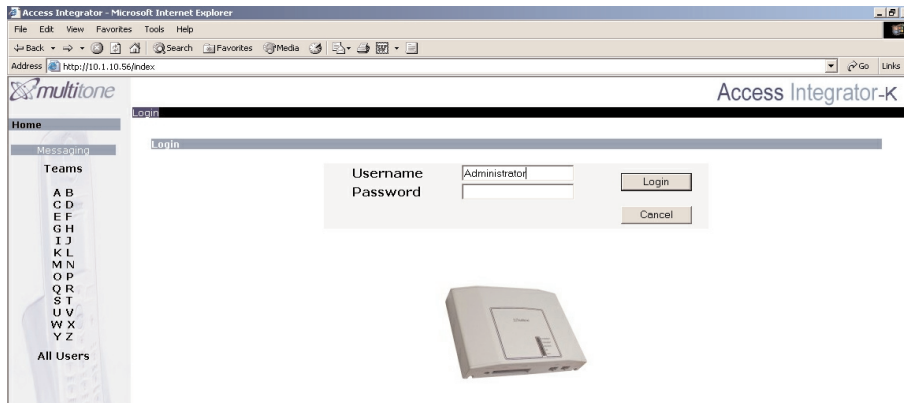 Access Integrator - Microsoft Internet Explorer
File Edit View Favorites Tools Help
Back Search Favorites Media
Address http://10.1.10.56/index Go Links
multitone Access Integrator-K
Login
Home
Login
Messaging
Teams
Username Administrator
Login
Password
A B
Cancel
C D
E F
G H
I J
K L
M N
O P
Q R
S T
U V
W X
Y Z
All Users